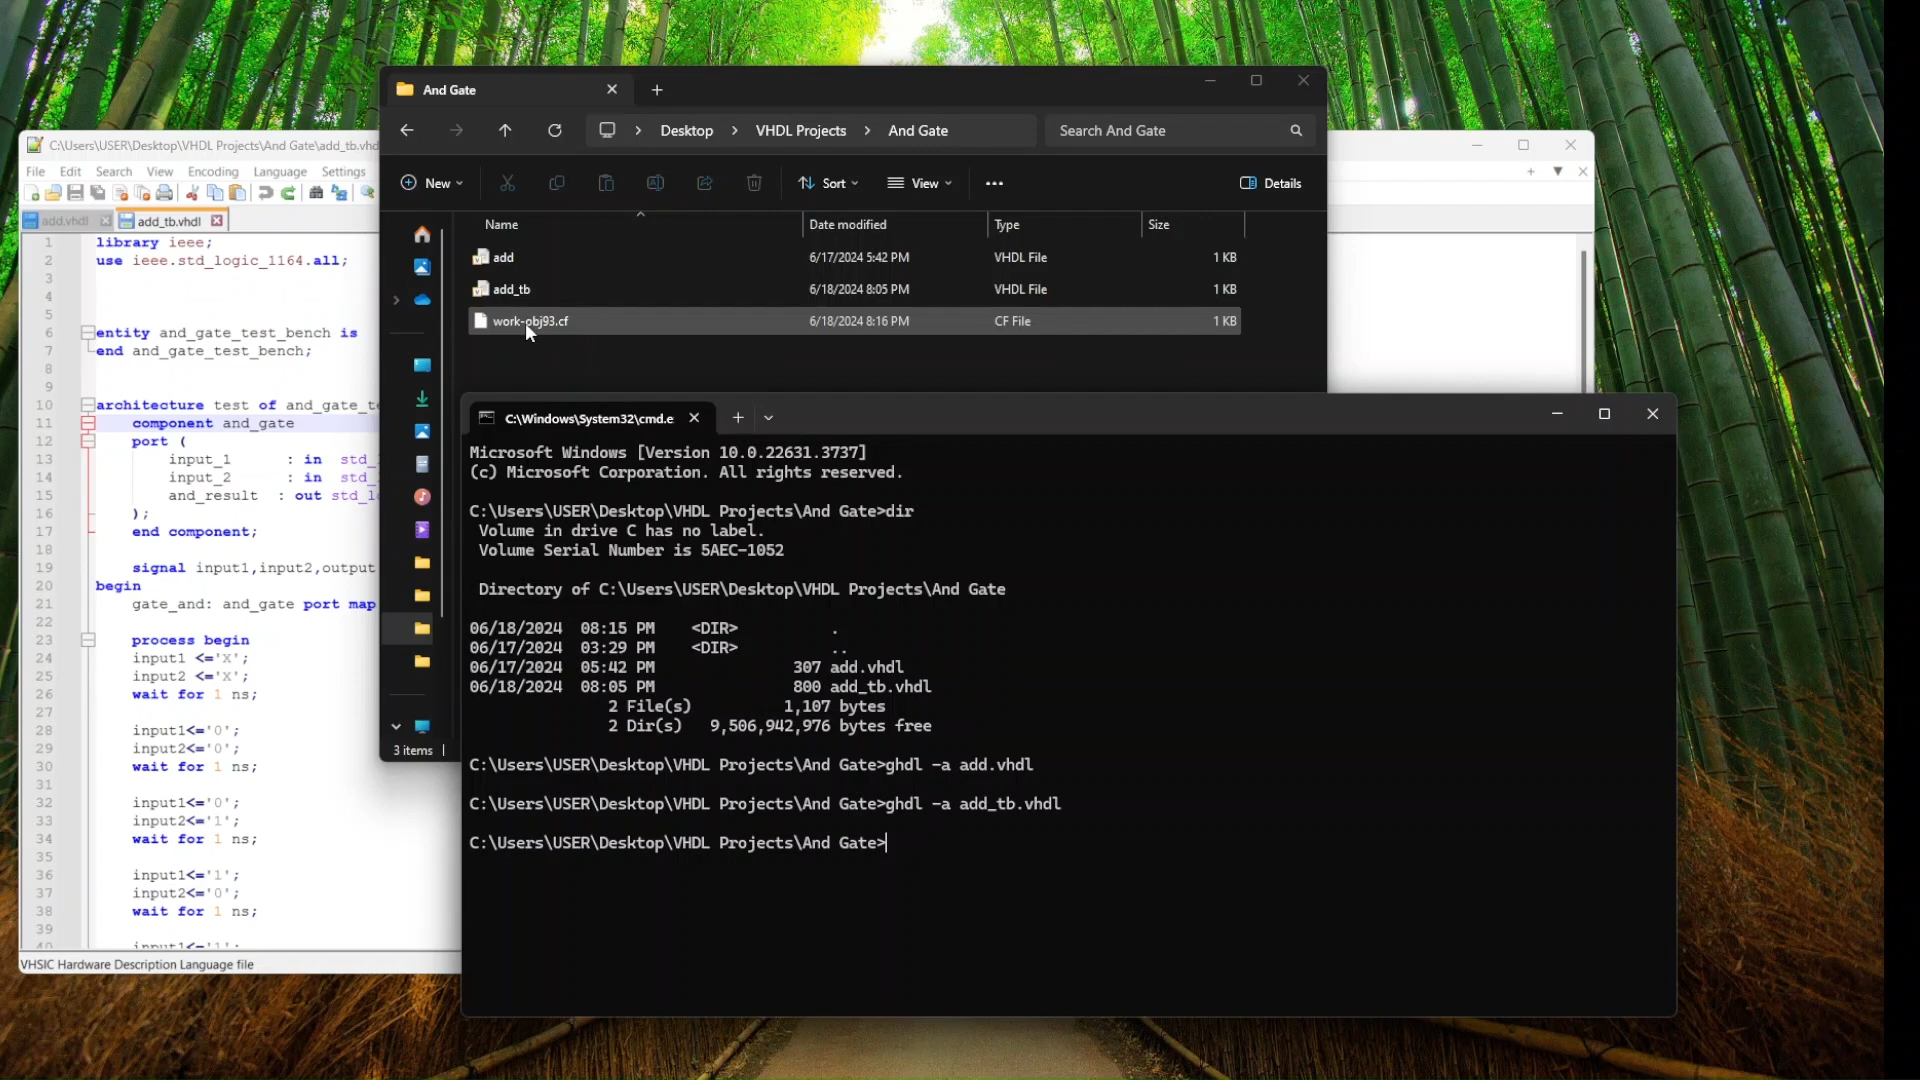 And Gate
Desktop > VHDL Projects > And Gate
Search And Gate
New
Sort
View
Details
Name Date modified Type Size
add 6/17/2024 5:42 PM VHDL File 1 KB
add_tb 6/18/2024 8:05 PM VHDL File 1 KB
work-obj93.cf 6/18/2024 8:16 PM CF File 1 KB
3 items
C:\Users\USER\Desktop\VHDL Projects\And Gate\add_tb.vhd
File Edit Search View Encoding Language Settings
add.vhdl add_tb.vhdl
1 library ieee;
2 use ieee.std_logic_1164.all;
3
4
5
6 entity and_gate_test_bench is
7 end and_gate_test_bench;
8
9
10 architecture test of and_gate_te
11 component and_gate
12 port (
13 input_1 : in std_
14 input_2 : in std_
15 and_result : out std_lo
16 );
17 end component;
18
19 signal input1,input2,output
20 begin
21 gate_and: and_gate port map
22
23 process begin
24 input1 <='X';
25 input2 <='X';
26 wait for 1 ns;
27
28 input1<='0';
29 input2<='0';
30 wait for 1 ns;
31
32 input1<='0';
33 input2<='1';
34 wait for 1 ns;
35
36 input1<='1';
37 input2<='0';
38 wait for 1 ns;
39
40 input1<='1';
VHSIC Hardware Description Language file
C:\Windows\System32\cmd.e
Microsoft Windows [Version 10.0.22631.3737]
(c) Microsoft Corporation. All rights reserved.
C:\Users\USER\Desktop\VHDL Projects\And Gate>dir
Volume in drive C has no label.
Volume Serial Number is 5AEC-1052
Directory of C:\Users\USER\Desktop\VHDL Projects\And Gate
06/18/2024 08:15 PM <DIR> .
06/17/2024 03:29 PM <DIR> ..
06/17/2024 05:42 PM 307 add.vhdl
06/18/2024 08:05 PM 800 add_tb.vhdl
2 File(s) 1,107 bytes
2 Dir(s) 9,506,942,976 bytes free
C:\Users\USER\Desktop\VHDL Projects\And Gate>ghdl -a add.vhdl
C:\Users\USER\Desktop\VHDL Projects\And Gate>ghdl -a add_tb.vhdl
C:\Users\USER\Desktop\VHDL Projects\And Gate>